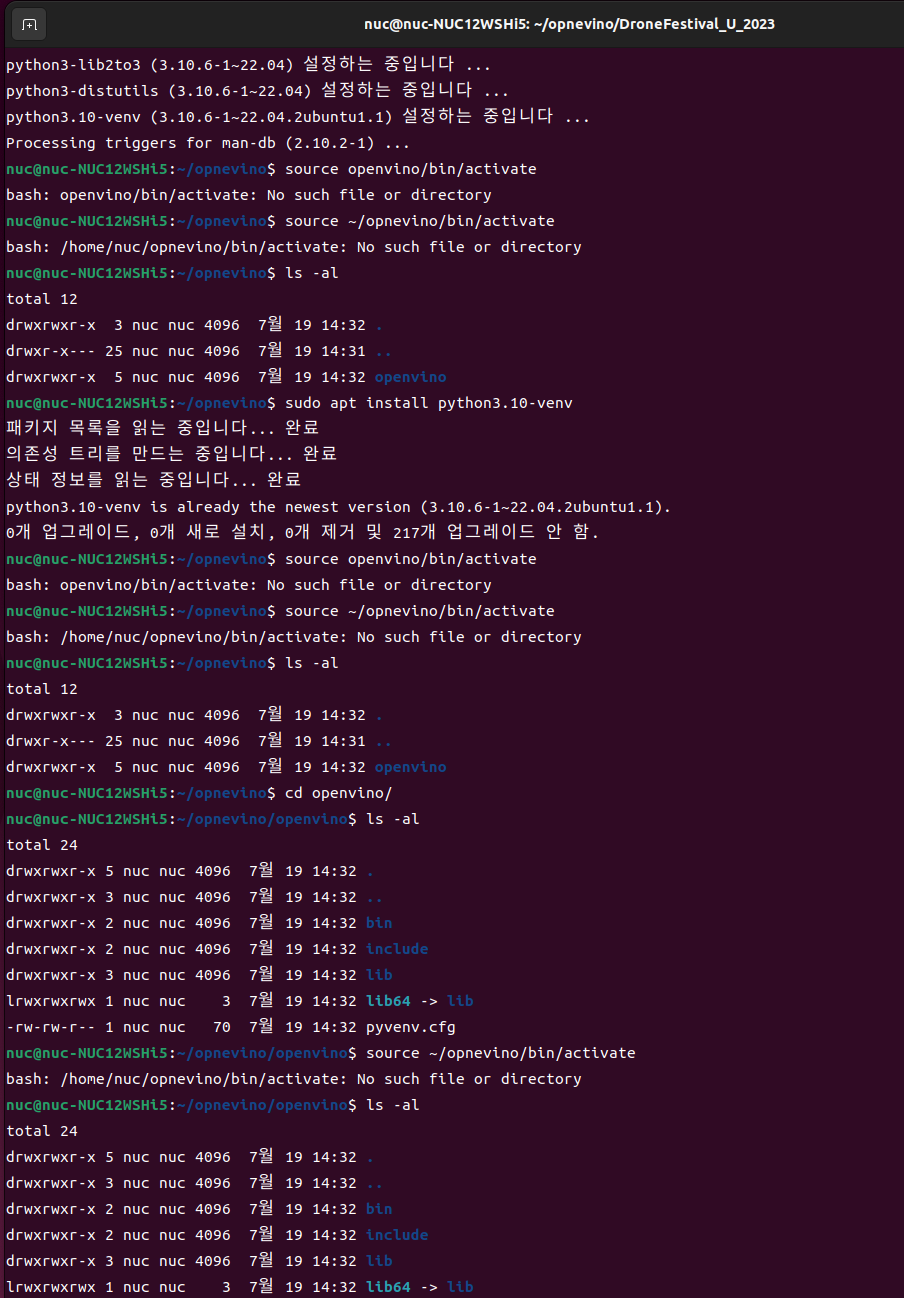 nuc@nuc-NUC12WSHi5: ~/opnevino/DroneFestival_U_2023
python3-lib2to3 (3.10.6-1~22.04) 설정하는 중입니다 ...
python3-distutils (3.10.6-1~22.04) 설정하는 중입니다 ...
python3.10-venv (3.10.6-1~22.04.2ubuntu1.1) 설정하는 중입니다 ...
Processing triggers for man-db (2.10.2-1) ...
nuc@nuc-NUC12WSHi5:~/opnevino$ source openvino/bin/activate
bash: openvino/bin/activate: No such file or directory
nuc@nuc-NUC12WSHi5:~/opnevino$ source ~/opnevino/bin/activate
bash: /home/nuc/opnevino/bin/activate: No such file or directory
nuc@nuc-NUC12WSHi5:~/opnevino$ ls -al
total 12
drwxrwxr-x  3 nuc nuc 4096  7월 19 14:32 .
drwxr-x--- 25 nuc nuc 4096  7월 19 14:31 ..
drwxrwxr-x  5 nuc nuc 4096  7월 19 14:32 openvino
nuc@nuc-NUC12WSHi5:~/opnevino$ sudo apt install python3.10-venv
패키지 목록을 읽는 중입니다... 완료
의존성 트리를 만드는 중입니다... 완료
상태 정보를 읽는 중입니다... 완료
python3.10-venv is already the newest version (3.10.6-1~22.04.2ubuntu1.1).
0개 업그레이드, 0개 새로 설치, 0개 제거 및 217개 업그레이드 안 함.
nuc@nuc-NUC12WSHi5:~/opnevino$ source openvino/bin/activate
bash: openvino/bin/activate: No such file or directory
nuc@nuc-NUC12WSHi5:~/opnevino$ source ~/opnevino/bin/activate
bash: /home/nuc/opnevino/bin/activate: No such file or directory
nuc@nuc-NUC12WSHi5:~/opnevino$ ls -al
total 12
drwxrwxr-x  3 nuc nuc 4096  7월 19 14:32 .
drwxr-x--- 25 nuc nuc 4096  7월 19 14:31 ..
drwxrwxr-x  5 nuc nuc 4096  7월 19 14:32 openvino
nuc@nuc-NUC12WSHi5:~/opnevino$ cd openvino/
nuc@nuc-NUC12WSHi5:~/opnevino/openvino$ ls -al
total 24
drwxrwxr-x 5 nuc nuc 4096  7월 19 14:32 .
drwxrwxr-x 3 nuc nuc 4096  7월 19 14:32 ..
drwxrwxr-x 2 nuc nuc 4096  7월 19 14:32 bin
drwxrwxr-x 2 nuc nuc 4096  7월 19 14:32 include
drwxrwxr-x 3 nuc nuc 4096  7월 19 14:32 lib
lrwxrwxrwx 1 nuc nuc    3  7월 19 14:32 lib64 -> lib
-rw-rw-r-- 1 nuc nuc   70  7월 19 14:32 pyvenv.cfg
nuc@nuc-NUC12WSHi5:~/opnevino/openvino$ source ~/opnevino/bin/activate
bash: /home/nuc/opnevino/bin/activate: No such file or directory
nuc@nuc-NUC12WSHi5:~/opnevino/openvino$ ls -al
total 24
drwxrwxr-x 5 nuc nuc 4096  7월 19 14:32 .
drwxrwxr-x 3 nuc nuc 4096  7월 19 14:32 ..
drwxrwxr-x 2 nuc nuc 4096  7월 19 14:32 bin
drwxrwxr-x 2 nuc nuc 4096  7월 19 14:32 include
drwxrwxr-x 3 nuc nuc 4096  7월 19 14:32 lib
lrwxrwxrwx 1 nuc nuc    3  7월 19 14:32 lib64 -> lib